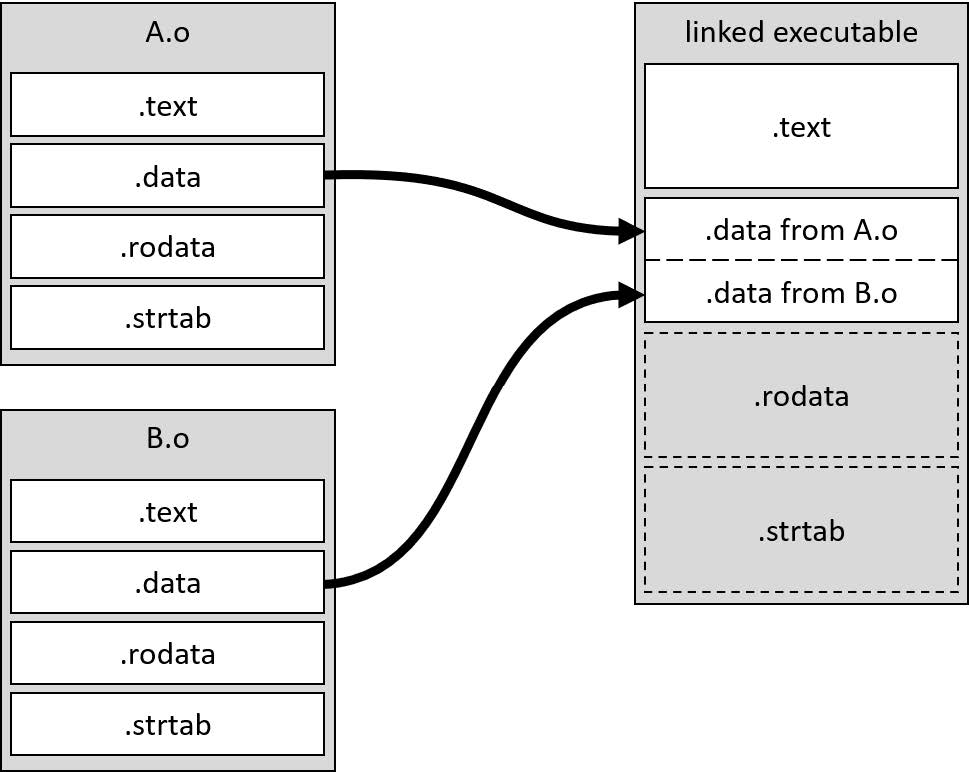 A.o
.text
.data
.rodata
.strtab
B.o
.text
.data
.rodata
.strtab
linked executable
.text
.data from A.o
.data from B.o
.rodata
.strtab